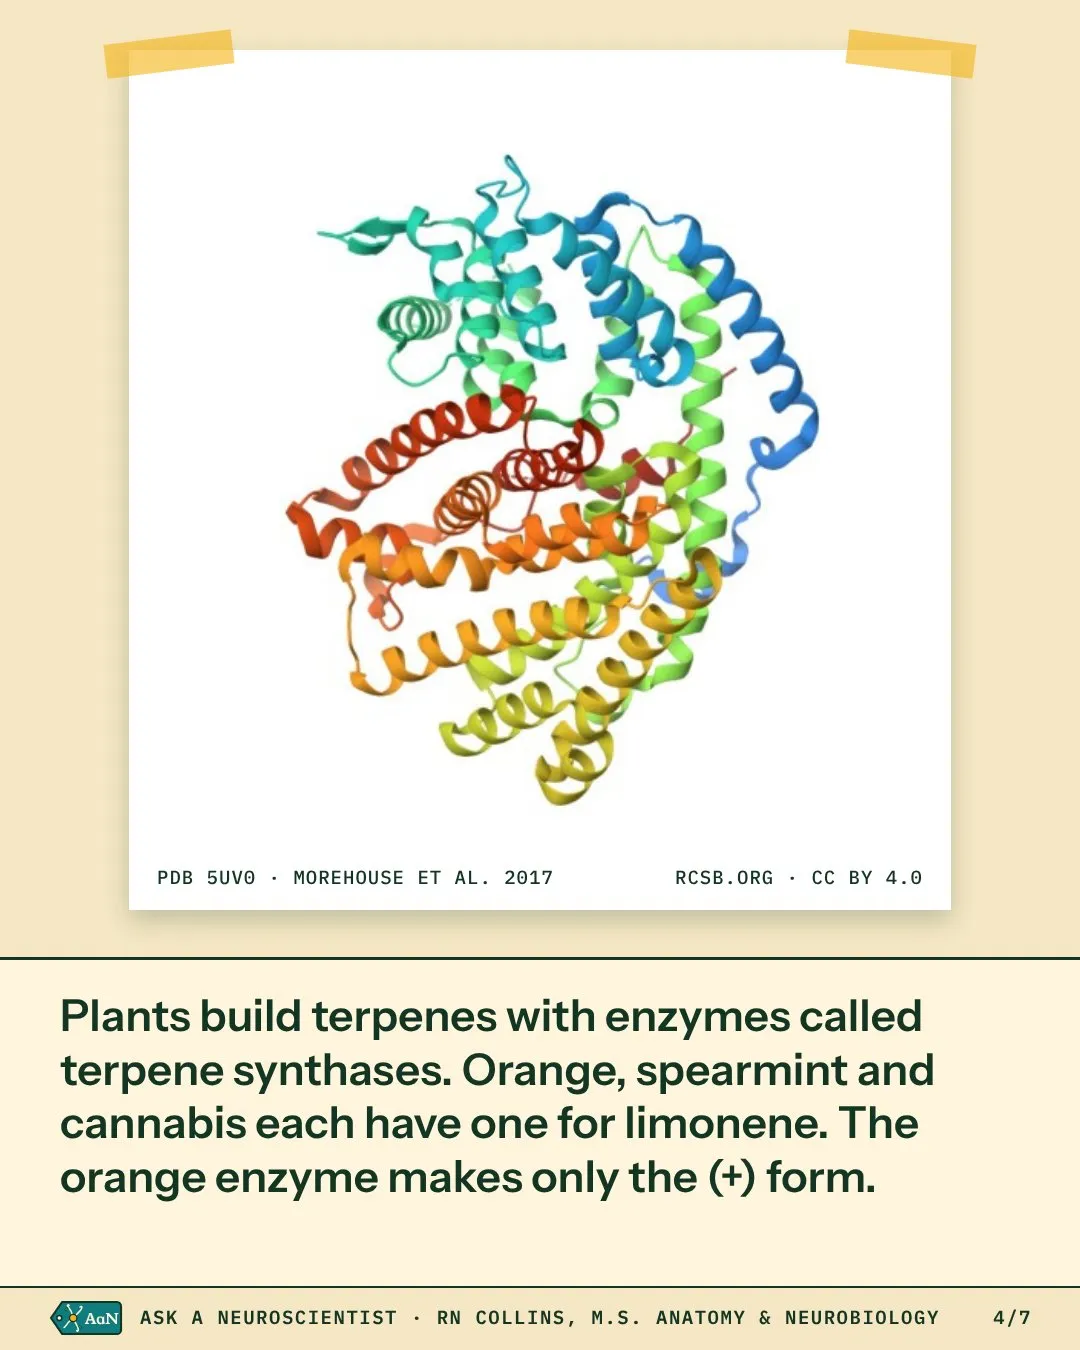 PDB 5UV0 · MOREHOUSE ET AL. 2017
RCSB.ORG · CC BY 4.0
Plants build terpenes with enzymes called
terpene synthases. Orange, spearmint and
cannabis each have one for limonene. The
orange enzyme makes only the (+) form.
AaN
ASK A NEUROSCIENTIST · RN COLLINS, M.S. ANATOMY & NEUROBIOLOGY
4/7